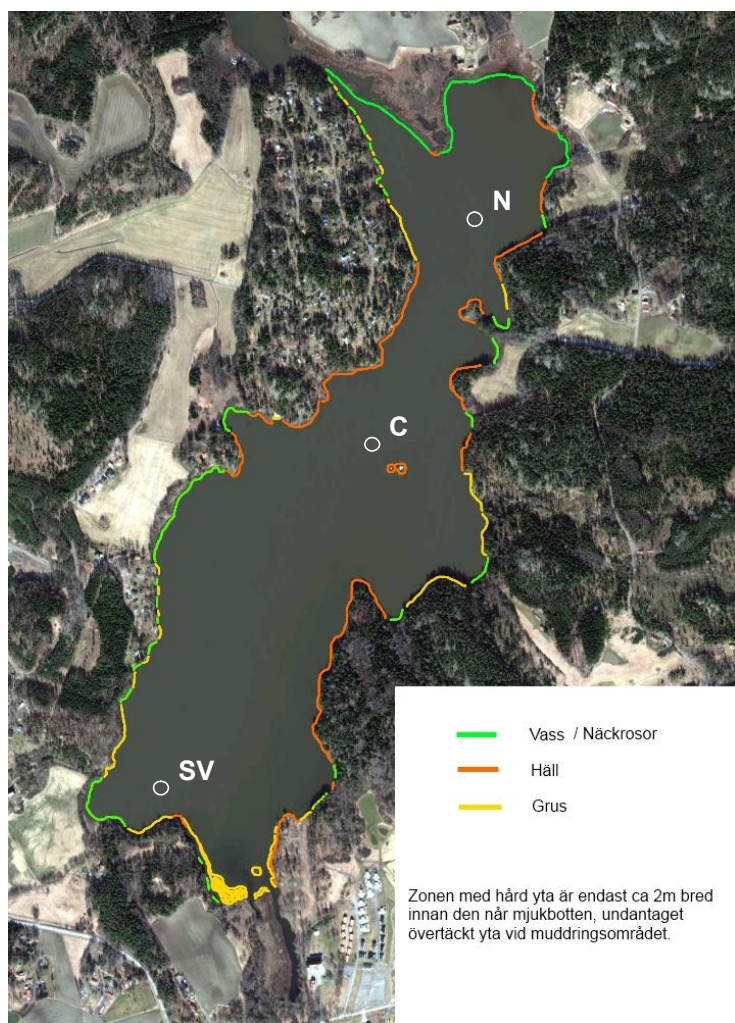 N
C
SV
Vass / Näckrosor
Häll
Grus
Zonen med hård yta är endast ca 2m bred
innan den når mjukbotten, undantaget
övertäckt yta vid muddringsområdet.